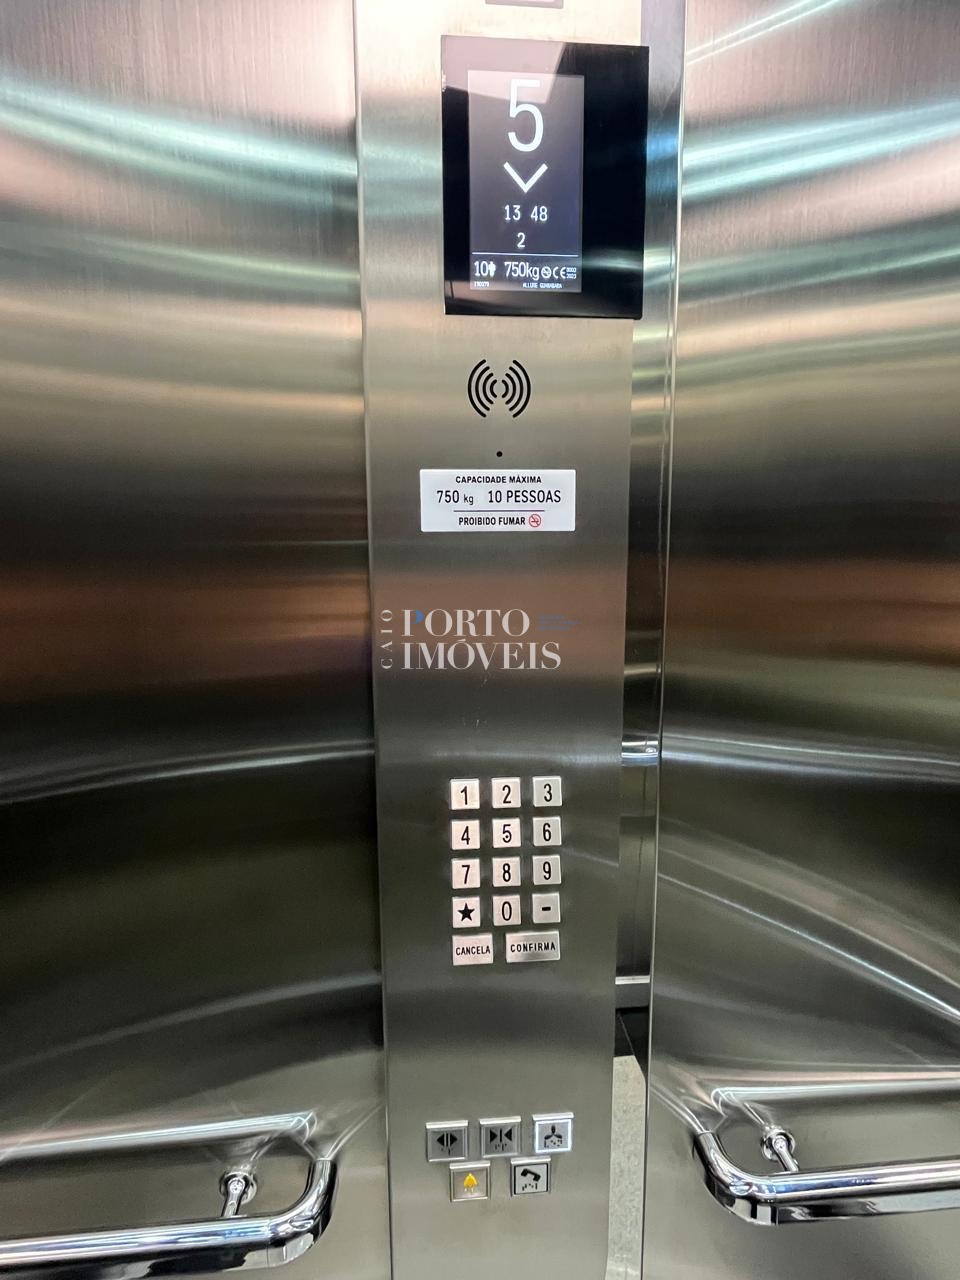 5
13 48
2
10 750kg CE
CAPACIDADE MÁXIMA
750 kg 10 PESSOAS
PROIBIDO FUMAR
CAIO PORTO
IMÓVEIS
1 2 3
4 5 6
7 8 9
★ 0 -
CANCELA CONFIRMA